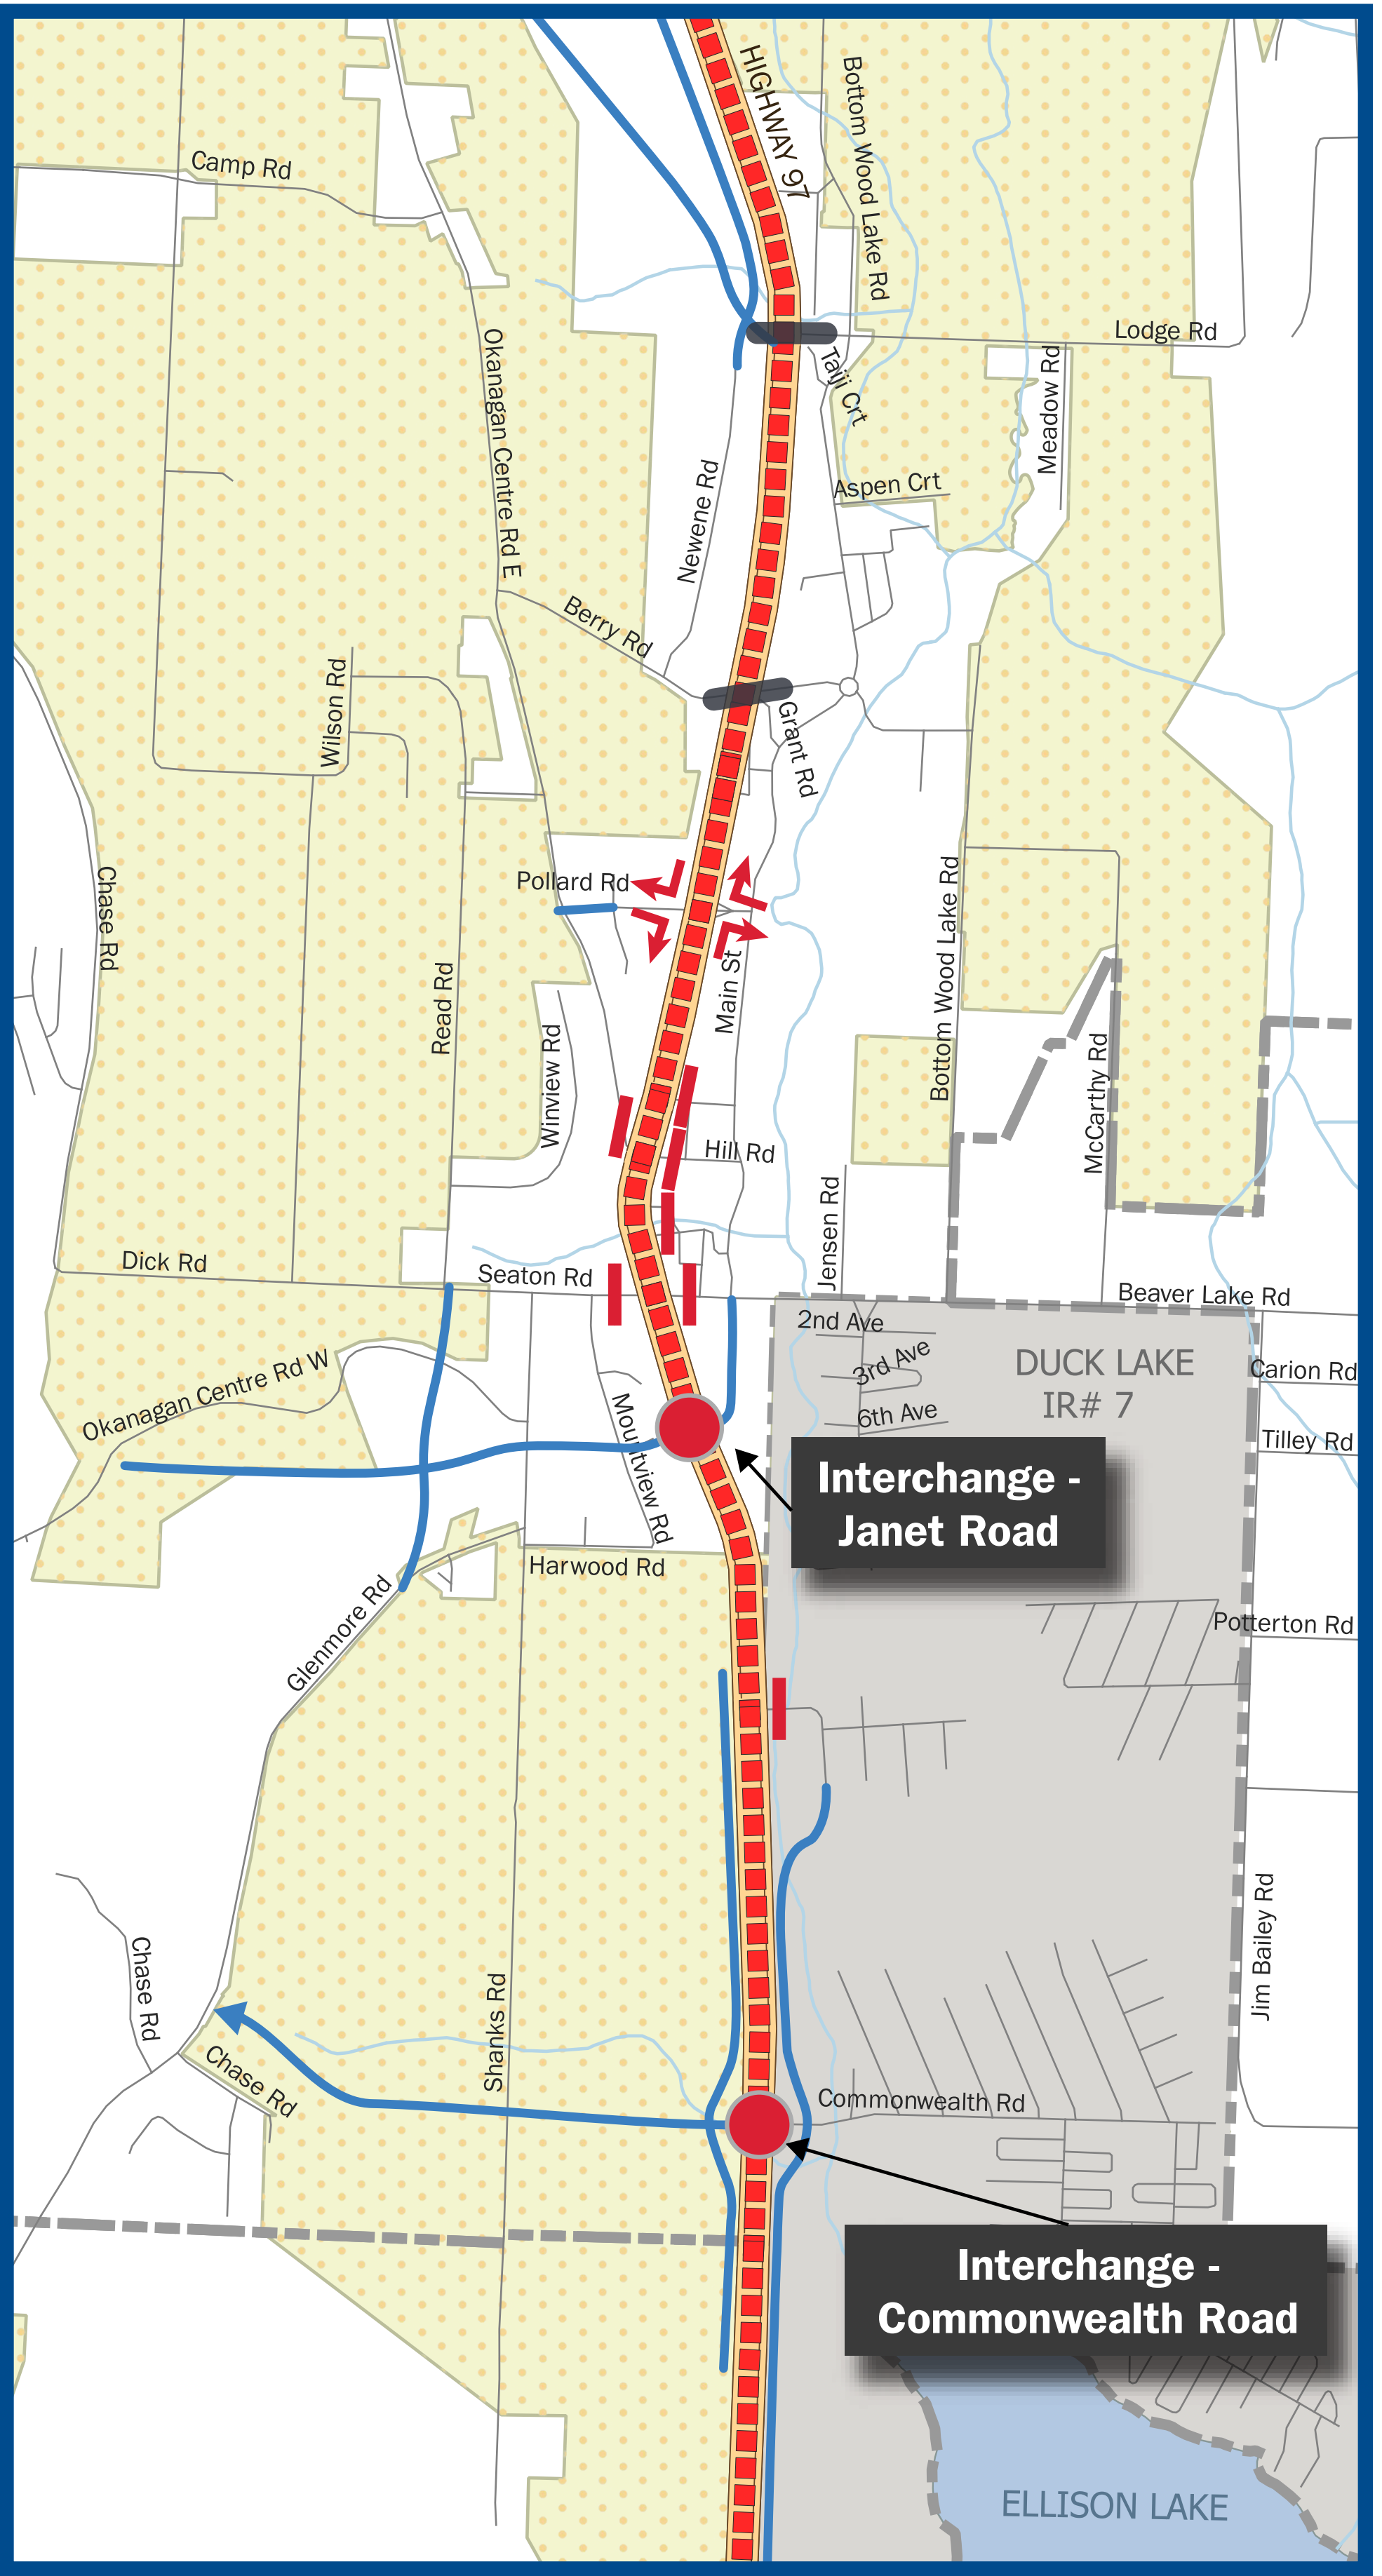 HIGHWAY 97
Bottom Wood Lake Rd
Camp Rd
Lodge Rd
Okanagan Centre Rd E
Taiji Crt
Meadow Rd
Newene Rd
Aspen Crt
Berry Rd
Wilson Rd
Grant Rd
Chase Rd
Pollard Rd
Bottom Wood Lake Rd
Main St
Read Rd
Winview Rd
McCarthy Rd
Hill Rd
Jensen Rd
Dick Rd
Seaton Rd
Beaver Lake Rd
2nd Ave
3rd Ave
6th Ave
DUCK LAKE
IR# 7
Carion Rd
Okanagan Centre Rd W
Mountview Rd
Tilley Rd
Interchange -
Janet Road
Harwood Rd
Glenmore Rd
Potterton Rd
Jim Bailey Rd
Chase Rd
Shanks Rd
Chase Rd
Commonwealth Rd
Interchange -
Commonwealth Road
ELLISON LAKE